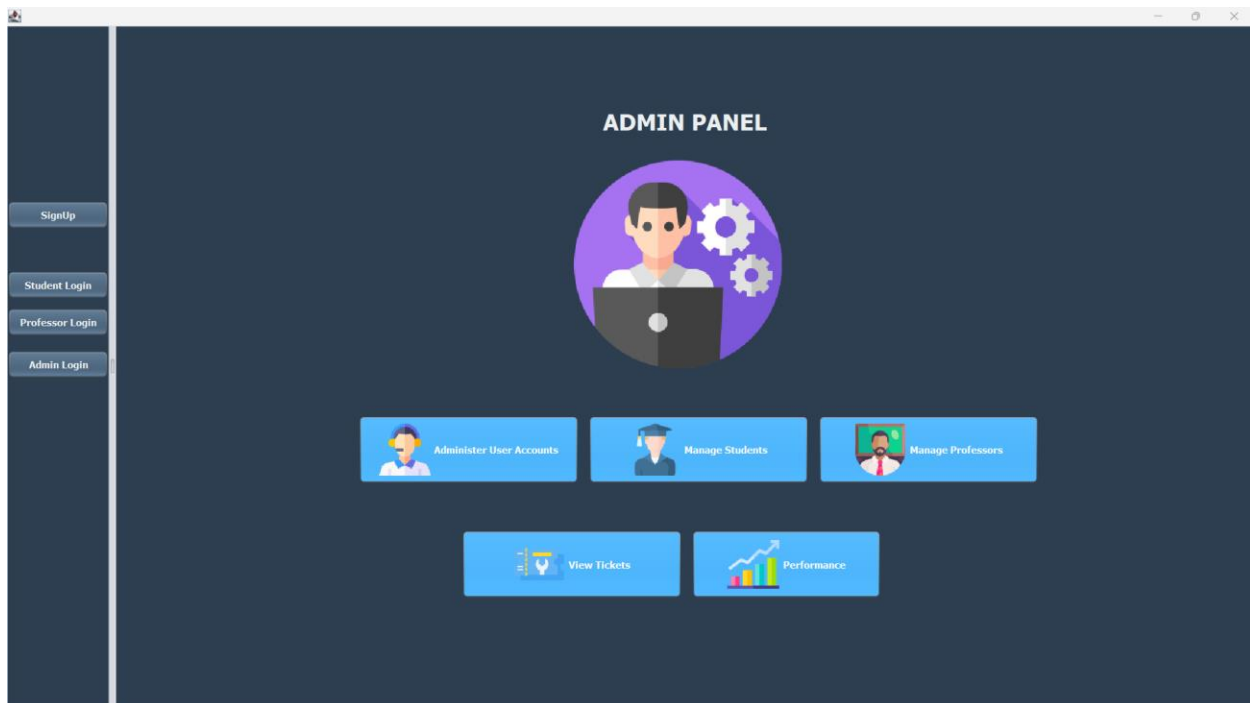 ADMIN PANEL
SignUp
Student Login
Professor Login
Admin Login
Administer User Accounts
Manage Students
Manage Professors
View Tickets
Performance